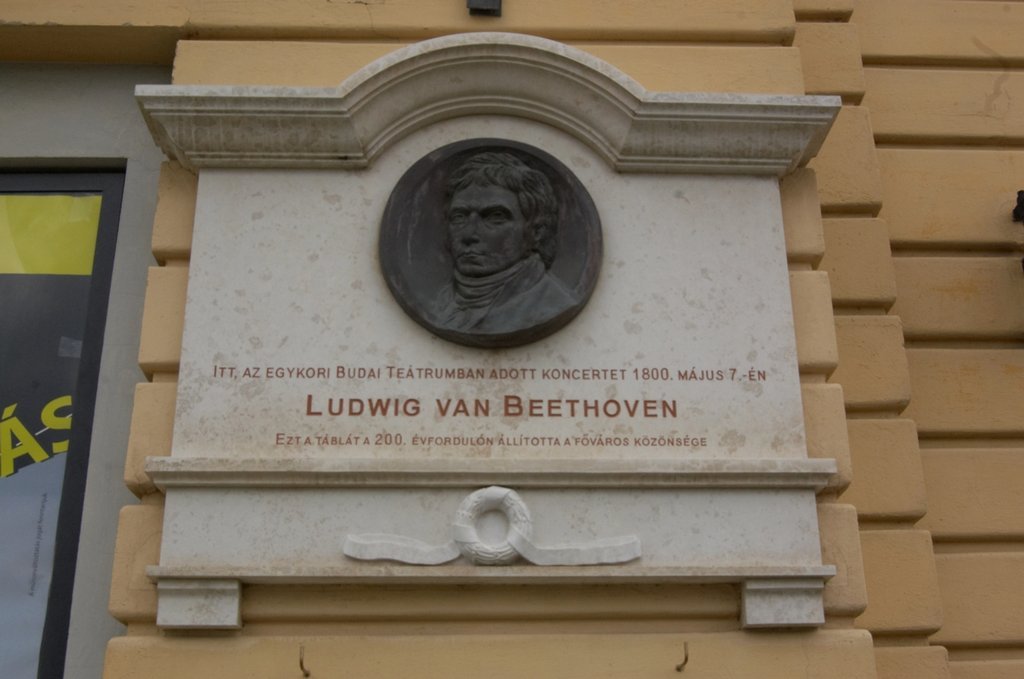 ITT, AZ EGYKORI BUDAI TEÁTRUMBAN ADOTT KONCERTET 1800. MÁJUS 7.-ÉN
LUDWIG VAN BEETHOVEN
EZT A TÁBLÁT A 200. ÉVFORDULÓN ÁLLÍTOTTA A FŐVÁROS KÖZÖNSÉGE
ÁS